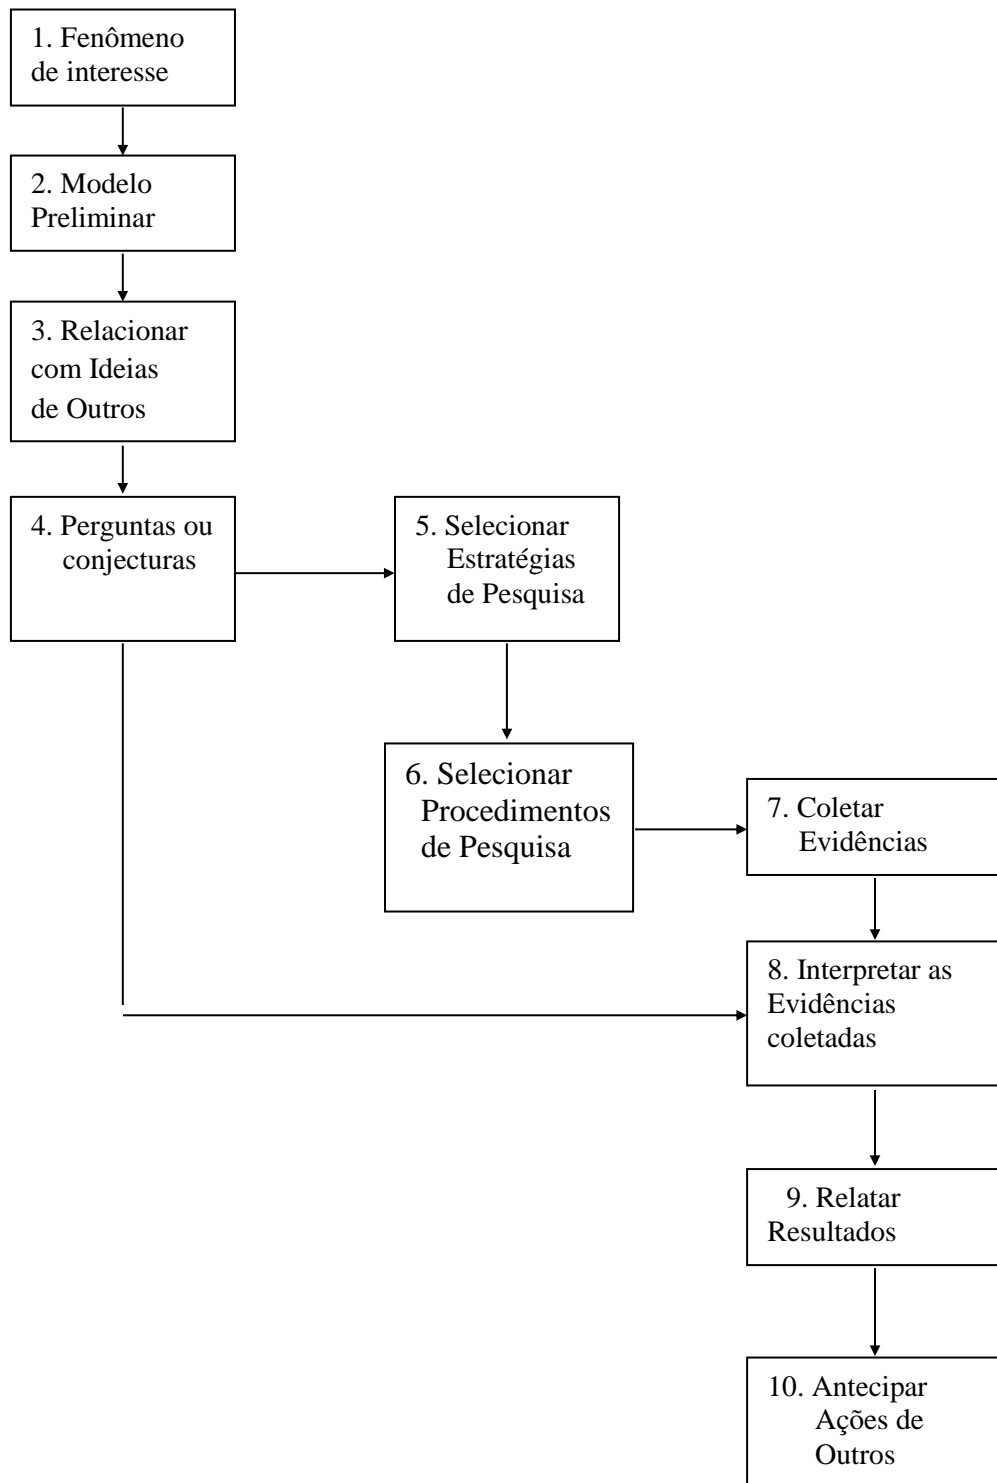 1. Fenômeno
de interesse
2. Modelo
Preliminar
3. Relacionar
com Ideias
de Outros
4. Perguntas ou
conjecturas
5. Selecionar
Estratégias
de Pesquisa
6. Selecionar
Procedimentos
de Pesquisa
7. Coletar
Evidências
8. Interpretar as
Evidências
coletadas
9. Relatar
Resultados
10. Antecipar
Ações de
Outros